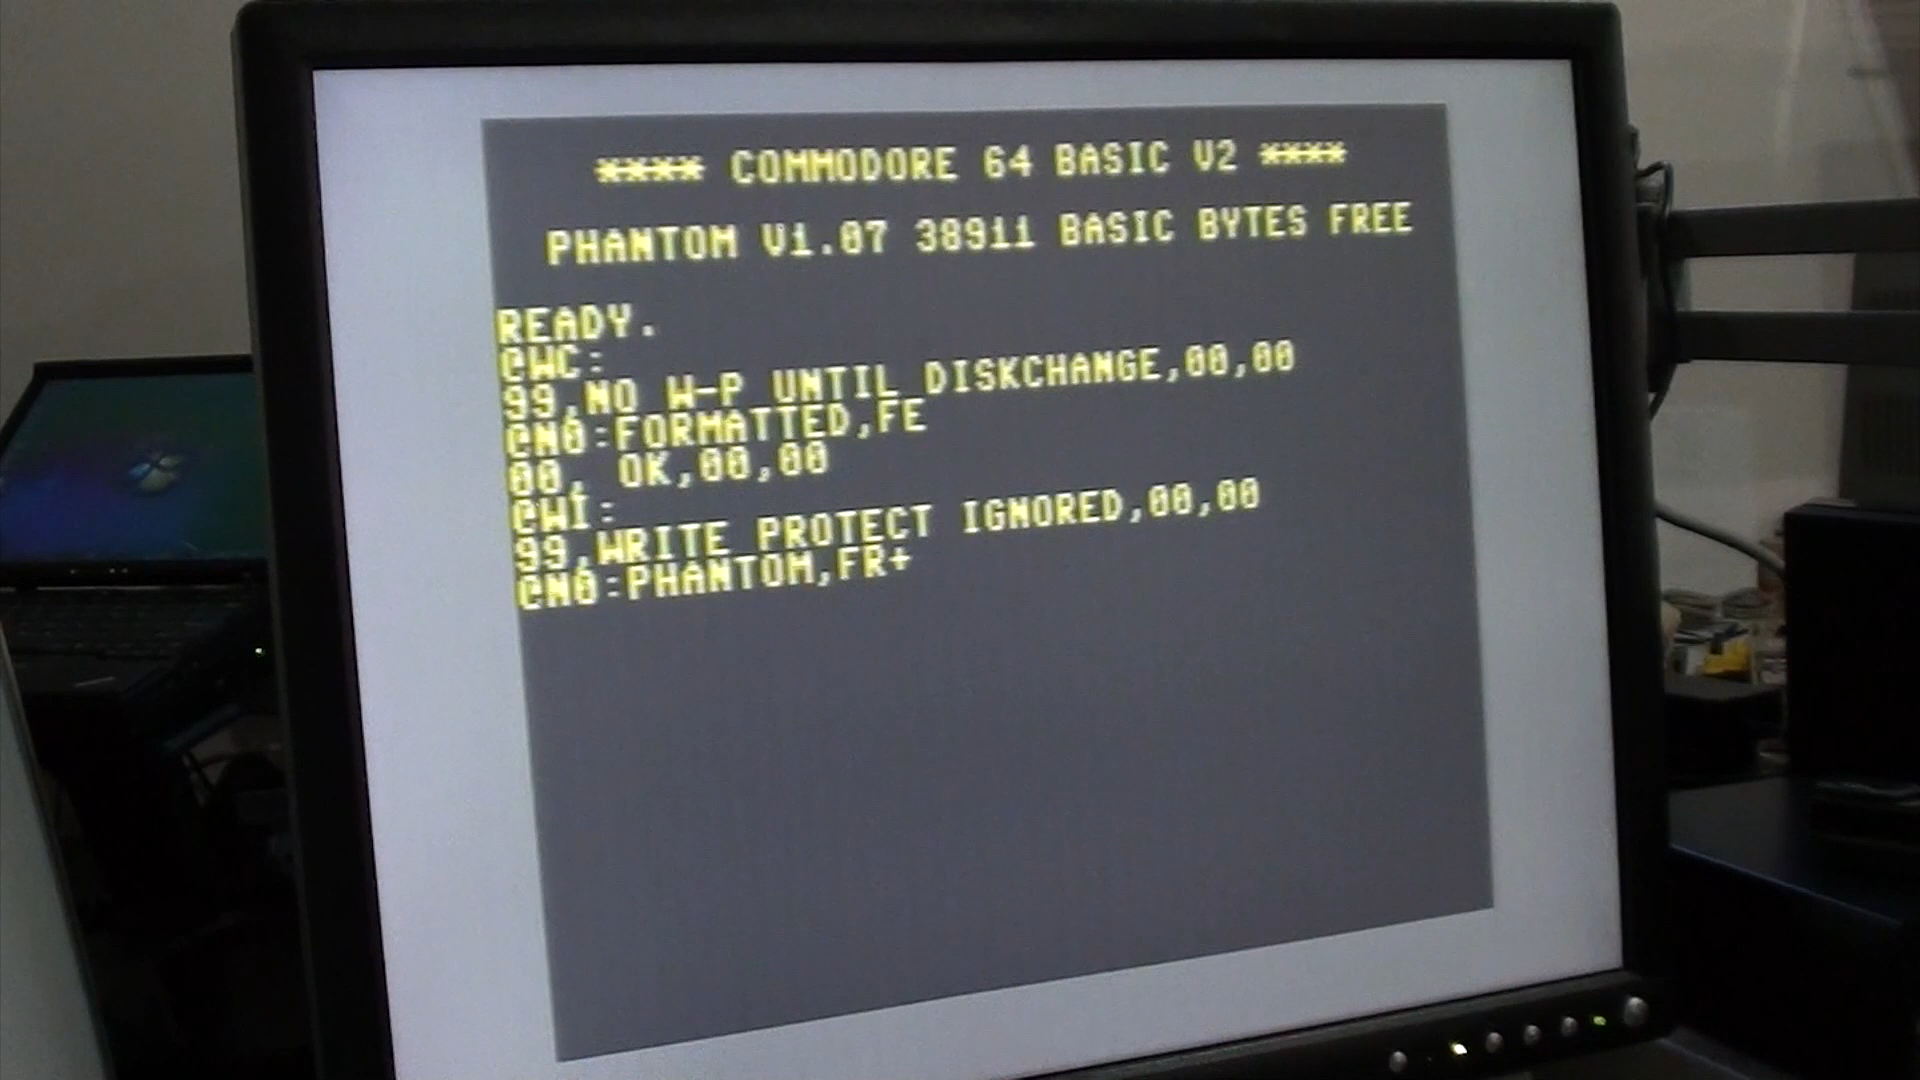 **** COMMODORE 64 BASIC V2 ****
PHANTOM V1.07 38911 BASIC BYTES FREE
READY.
@WC:
99,NO W-P UNTIL DISKCHANGE,00,00
@N0:FORMATTED,FE
00, OK,00,00
@WI:
99,WRITE PROTECT IGNORED,00,00
@N0:PHANTOM,FR+